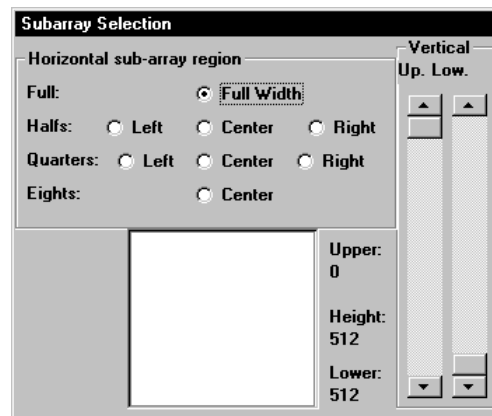 Subarray Selection
Horizontal sub-array region
Vertical
Up. Low.
Full: Full Width
Halfs: Left Center Right
Quarters: Left Center Right
Eights: Center
Upper:
0
Height:
512
Lower:
512